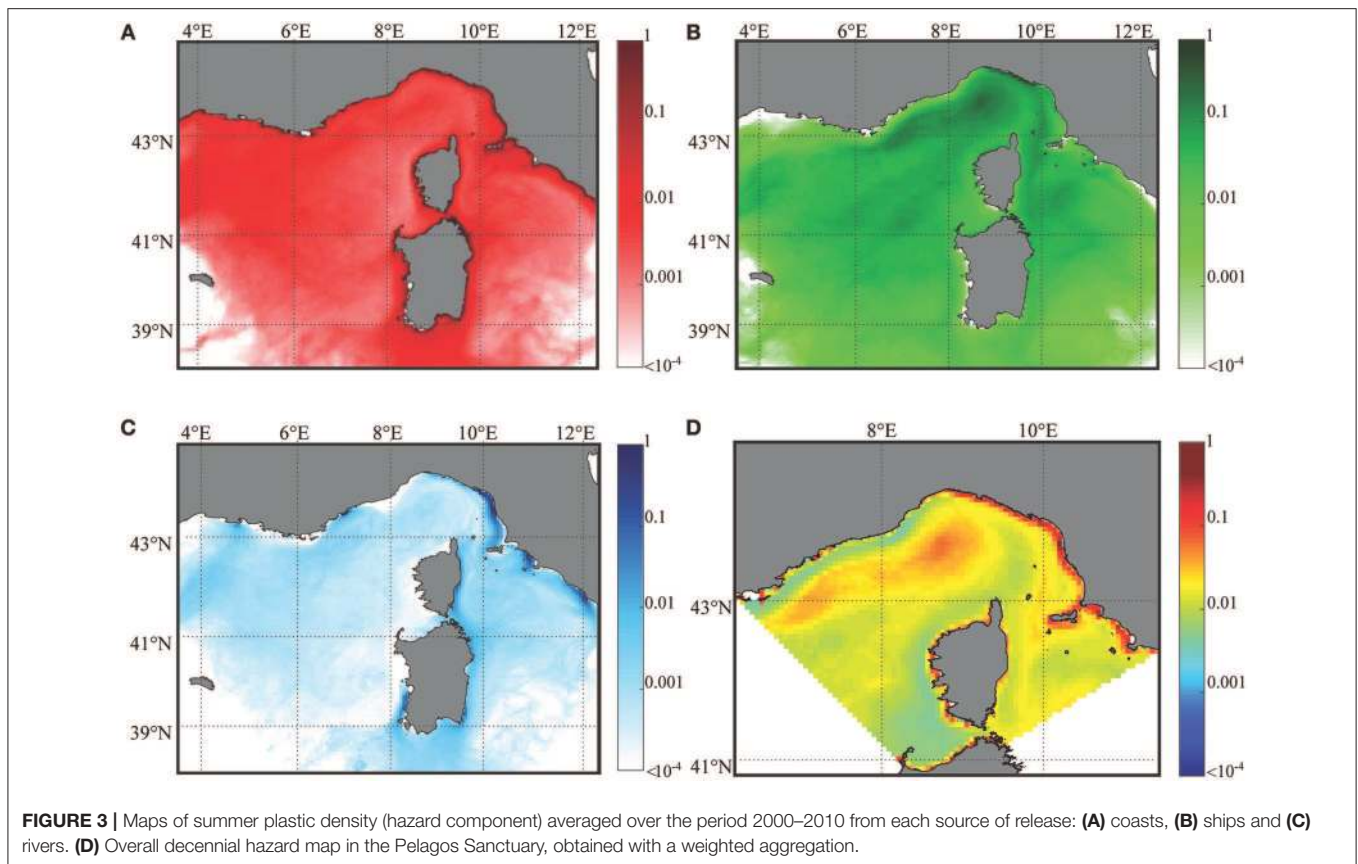 A
4°E 6°E 8°E 10°E 12°E
43°N
41°N
39°N
1
0.1
0.01
0.001
<10⁻⁴
B
4°E 6°E 8°E 10°E 12°E
43°N
41°N
39°N
1
0.1
0.01
0.001
<10⁻⁴
C
4°E 6°E 8°E 10°E 12°E
43°N
41°N
39°N
1
0.1
0.01
0.001
<10⁻⁴
D
8°E 10°E
43°N
41°N
1
0.1
0.01
0.001
<10⁻⁴
FIGURE 3 | Maps of summer plastic density (hazard component) averaged over the period 2000–2010 from each source of release: (A) coasts, (B) ships and (C)
rivers. (D) Overall decennial hazard map in the Pelagos Sanctuary, obtained with a weighted aggregation.